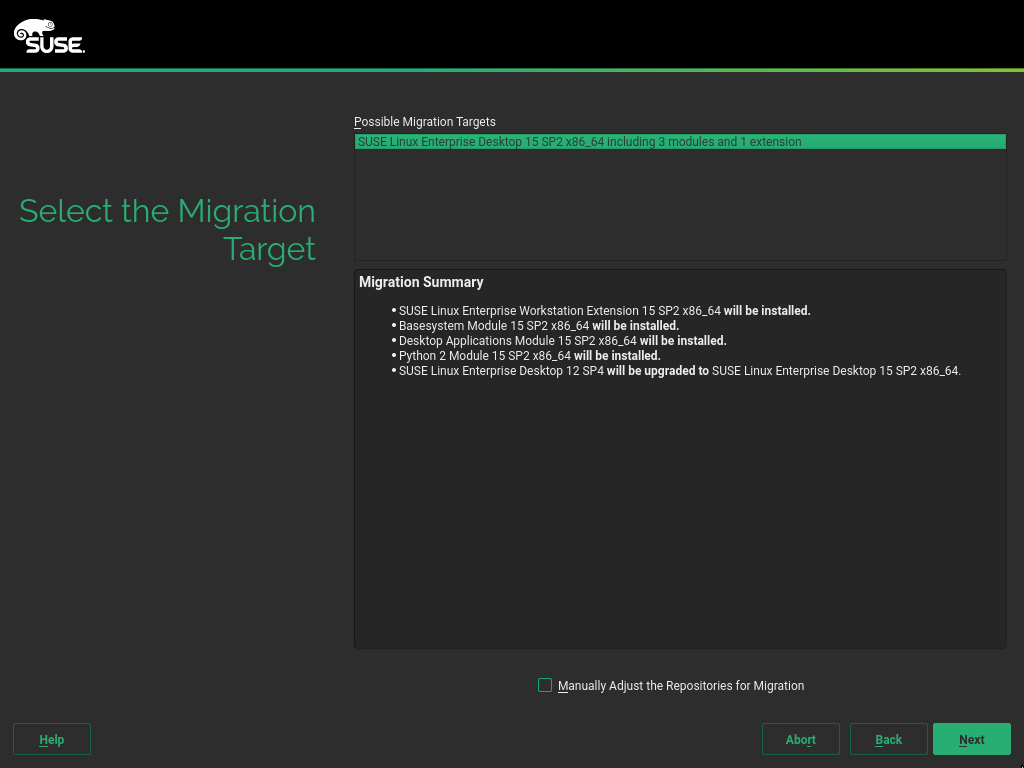 SUSE.
Possible Migration Targets
SUSE Linux Enterprise Desktop 15 SP2 x86_64 including 3 modules and 1 extension
Select the Migration
Target
Migration Summary
• SUSE Linux Enterprise Workstation Extension 15 SP2 x86_64 will be installed.
• Basesystem Module 15 SP2 x86_64 will be installed.
• Desktop Applications Module 15 SP2 x86_64 will be installed.
• Python 2 Module 15 SP2 x86_64 will be installed.
• SUSE Linux Enterprise Desktop 12 SP4 will be upgraded to SUSE Linux Enterprise Desktop 15 SP2 x86_64.
Manually Adjust the Repositories for Migration
Help
Abort
Back
Next